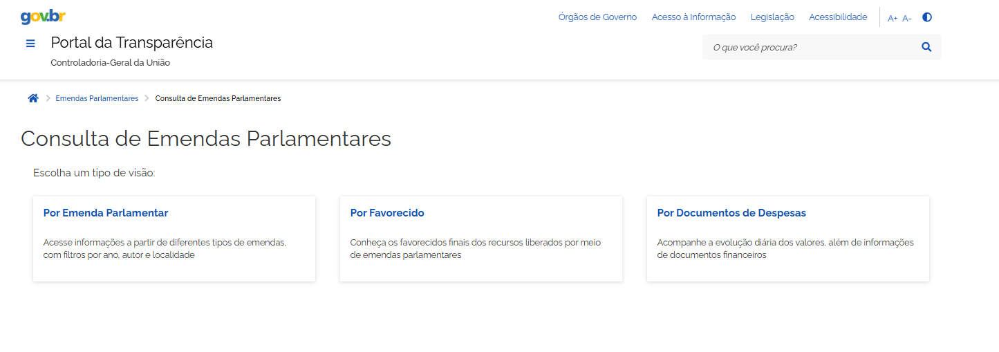 gov.br
Órgãos de Governo Acesso à Informação Legislação Acessibilidade A+ A-
Portal da Transparência
O que você procura?
Controladoria-Geral da União
Emendas Parlamentares Consulta de Emendas Parlamentares
Consulta de Emendas Parlamentares
Escolha um tipo de visão:
Por Emenda Parlamentar
Acesse informações a partir de diferentes tipos de emendas,
com filtros por ano, autor e localidade
Por Favorecido
Conheça os favorecidos finais dos recursos liberados por meio
de emendas parlamentares
Por Documentos de Despesas
Acompanhe a evolução diária dos valores, além de informações
de documentos financeiros